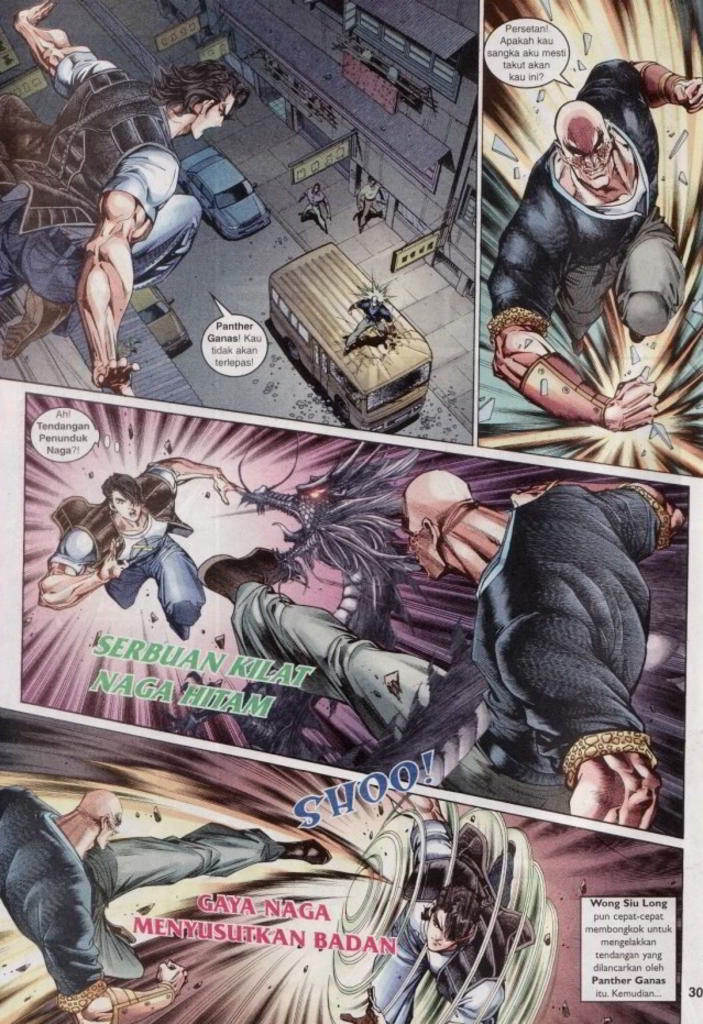 Panther
Ganas! Kau
tidak akan
terlepas!
Persetan!
Apakah kau
mesti
takut akan
kau ini?
Ah!
Tendangan
Penunduk
Naga?!
SERBUAN KILAT
NAGA HITAM
SHOO!
GAYA NAGA
MENYUSUTKAN BADAN
Wong Siu Long
pun cepat-cepat
membongkok untuk
mengelakkan
tendangan yang
dilancarkan oleh
Panther Ganas
itu. Kemudian...
30